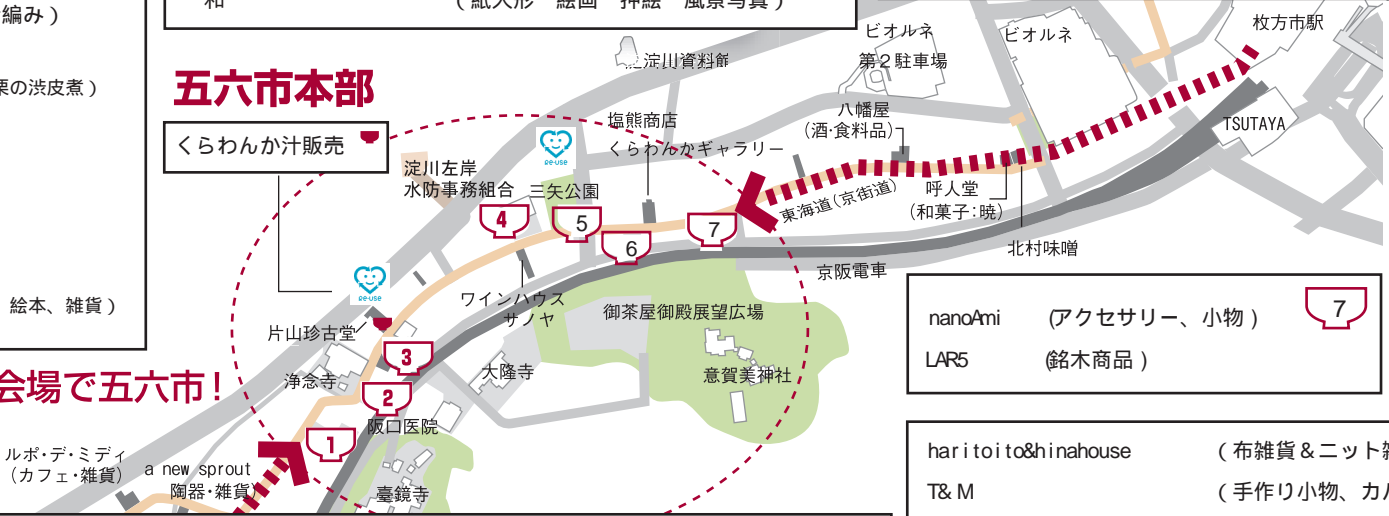 編み）
和
（紙人形 絵画 押絵 風景写真）
栗の渋皮煮）
五六市本部
くらわんか汁販売
淀川資料館
ビオルネ
第２駐車場
ビオルネ
枚方市駅
TSUTAYA
八幡屋
（酒・食料品）
塩熊商店
くらわんかギャラリー
re-use
淀川左岸
水防事務組合
三矢公園
4
5
6
7
東海道（京街道）
呼人堂
（和菓子：暁）
北村味噌
京阪電車
絵本、雑貨）
re-use
ワインハウス
サノヤ
御茶屋御殿展望広場
片山珍古堂
3
浄念寺
大隆寺
意賀美神社
2
阪口医院
1
会場で五六市！
ルポ・デ・ミディ
（カフェ・雑貨）
a new sprout
陶器・雑貨）
臺鏡寺
nanoAmi （アクセサリー、小物）
7
LAR5 （銘木商品）
haritoito&hinahouse （布雑貨＆ニット
T&M （手作り小物、